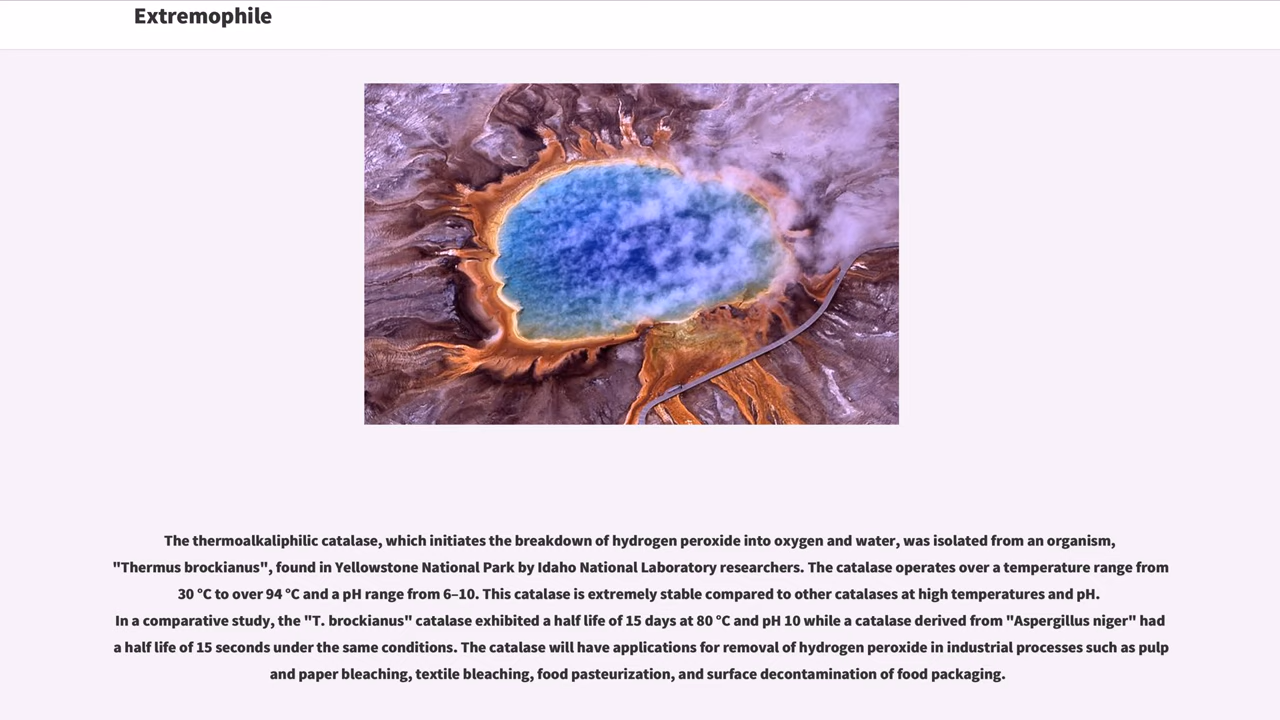 Extremophile
The thermoalkaliphilic catalase, which initiates the breakdown of hydrogen peroxide into oxygen and water, was isolated from an organism,
"Thermus brockianus", found in Yellowstone National Park by Idaho National Laboratory researchers. The catalase operates over a temperature range from
30 °C to over 94 °C and a pH range from 6–10. This catalase is extremely stable compared to other catalases at high temperatures and pH.
In a comparative study, the "T. brockianus" catalase exhibited a half life of 15 days at 80 °C and pH 10 while a catalase derived from "Aspergillus niger" had
a half life of 15 seconds under the same conditions. The catalase will have applications for removal of hydrogen peroxide in industrial processes such as pulp
and paper bleaching, textile bleaching, food pasteurization, and surface decontamination of food packaging.